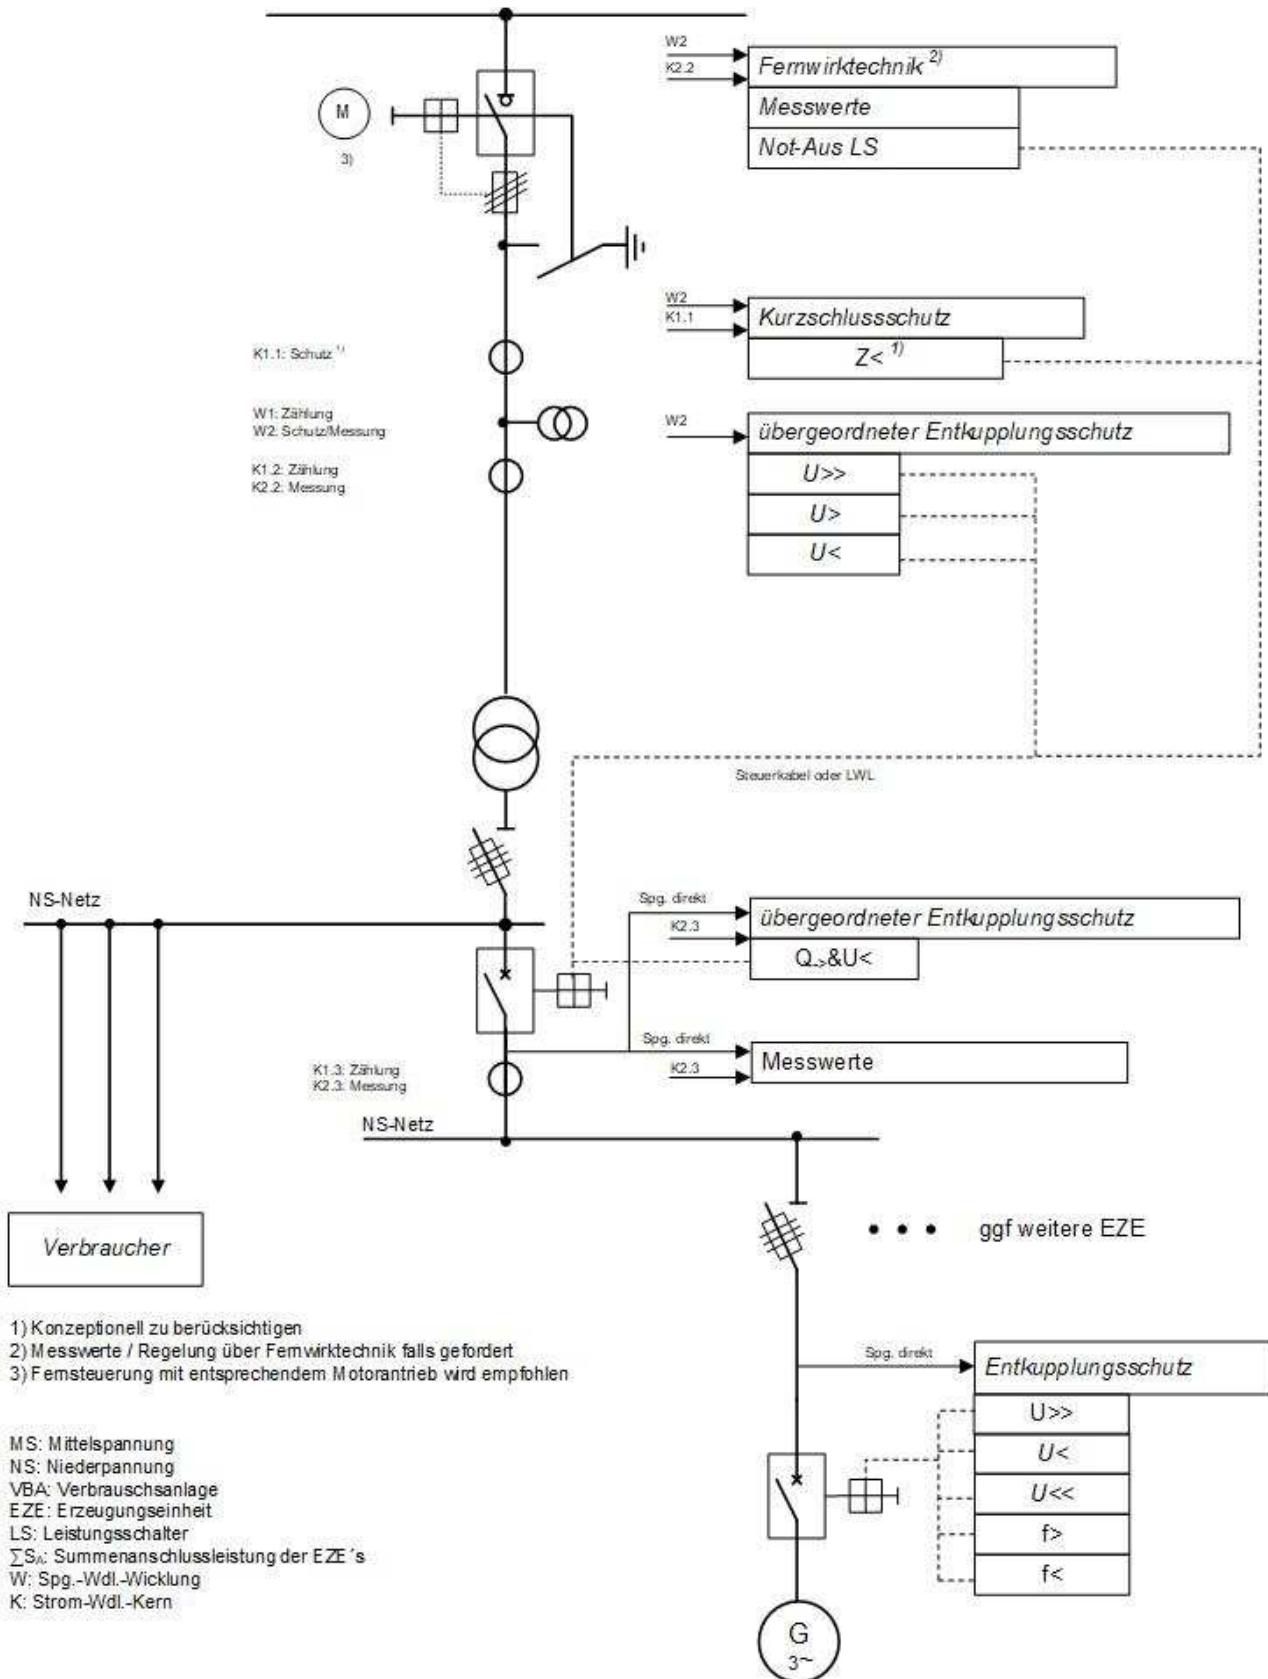 W2
K2.2
Fernwirktechnik 2)
Messwerte
Not-Aus LS
M
3)
W2
K1.1
Kurzschlussschutz
Z< 1)
K1.1: Schutz 1)
W1: Zählung
W2: Schutz/Messung
K1.2: Zählung
K2.2: Messung
W2
übergeordneter Entkupplungsschutz
U>>
U>
U<
Steuerkabel oder LWL
NS-Netz
Spg. direkt
K2.3
übergeordneter Entkupplungsschutz
Q->&U<
Spg. direkt
K2.3
Messwerte
K1.3: Zählung
K2.3: Messung
NS-Netz
Verbraucher
ggf weitere EZE
1) Konzeptionell zu berücksichtigen
2) Messwerte / Regelung über Fernwirktechnik falls gefordert
3) Fernsteuerung mit entsprechendem Motorantrieb wird empfohlen
Spg. direkt
Entkupplungsschutz
U>>
U<
U<<
f>
f<
MS: Mittelspannung
NS: Niederpannung
VBA: Verbrauschsanlage
EZE: Erzeugungseinheit
LS: Leistungsschalter
∑SA: Summenanschlussleistung der EZE´s
W: Spg.-Wdl.-Wicklung
K: Strom-Wdl.-Kern
G
3~